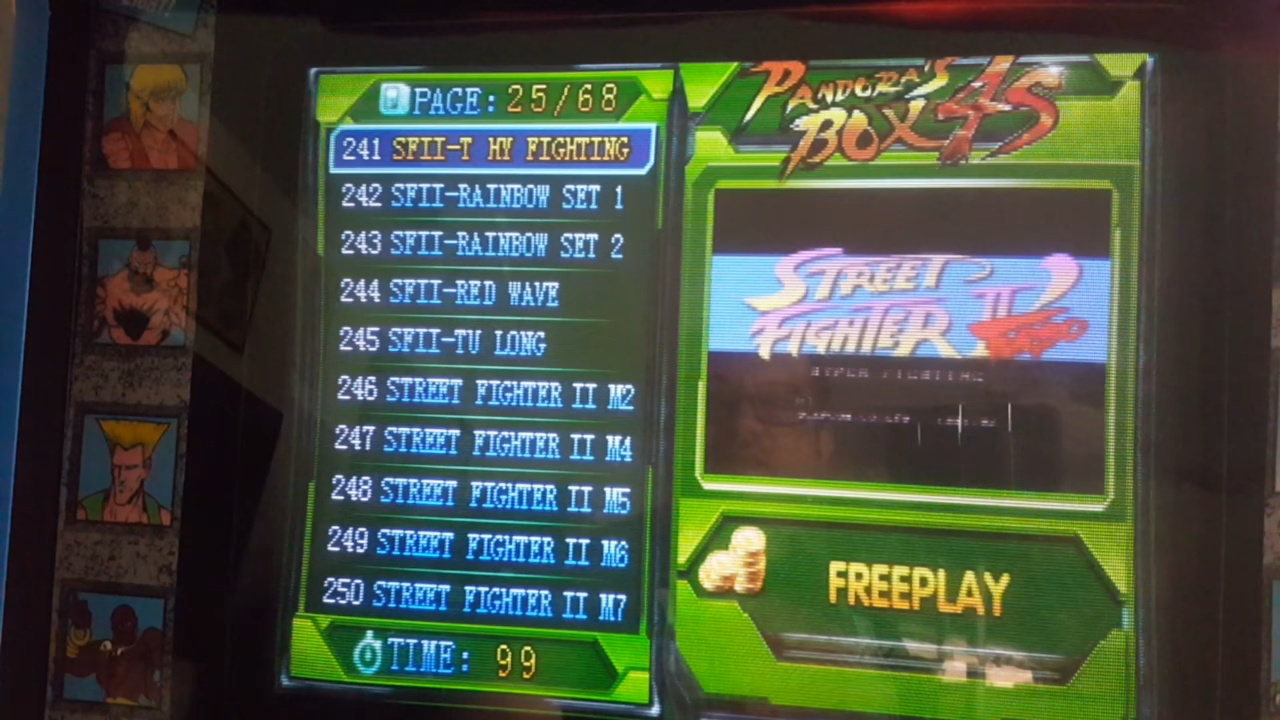 PAGE: 25/68
241 SFII-T HY FIGHTING
242 SFII-RAINBOW SET 1
243 SFII-RAINBOW SET 2
244 SFII-RED WAVE
245 SFII-TU LONG
246 STREET FIGHTER II M2
247 STREET FIGHTER II M4
248 STREET FIGHTER II M5
249 STREET FIGHTER II M6
250 STREET FIGHTER II M7
TIME: 99
PANDORA'S
BOX 4S
STREET
FIGHTER II
TURBO
HYPER FIGHTING
FREEPLAY